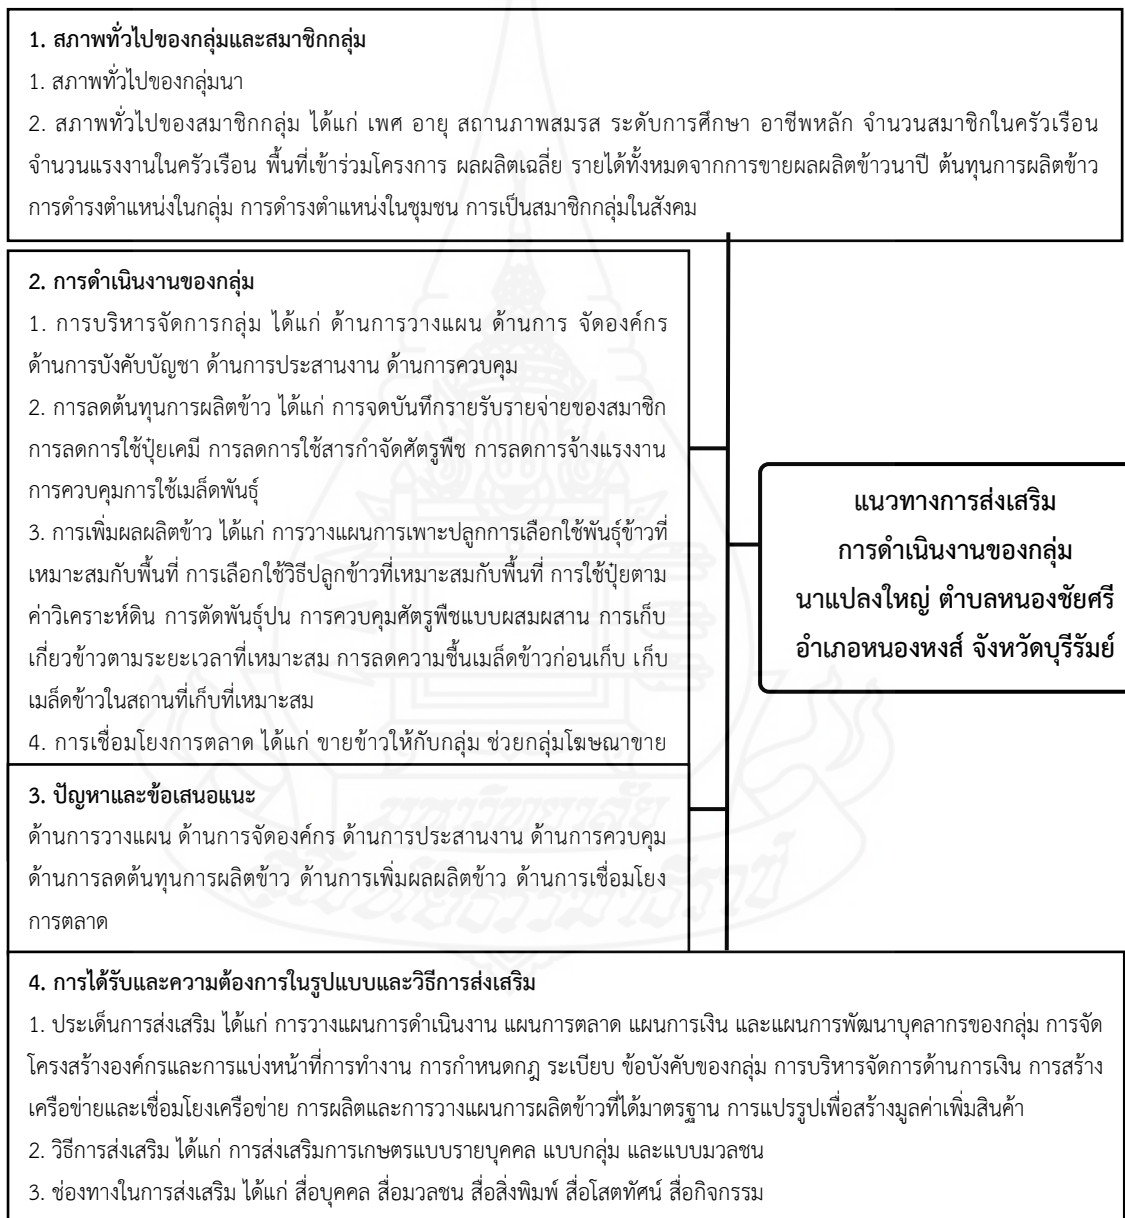 1. สภาพทั่วไปของกลุ่มและสมาชิกกลุ่ม
1. สภาพทั่วไปของกลุ่มนา
2. สภาพทั่วไปของสมาชิกกลุ่ม ได้แก่ เพศ อายุ สถานภาพสมรส ระดับการศึกษา อาชีพหลัก จำนวนสมาชิกในครัวเรือน
จำนวนแรงงานในครัวเรือน พื้นที่เข้าร่วมโครงการ ผลผลิตเฉลี่ย รายได้ทั้งหมดจากการขายผลผลิตข้าวนาปี ต้นทุนการผลิตข้าว
การดำรงตำแหน่งในกลุ่ม การดำรงตำแหน่งในชุมชน การเป็นสมาชิกกลุ่มในสังคม
2. การดำเนินงานของกลุ่ม
1. การบริหารจัดการกลุ่ม ได้แก่ ด้านการวางแผน ด้านการ จัดองค์กร
ด้านการบังคับบัญชา ด้านการประสานงาน ด้านการควบคุม
2. การลดต้นทุนการผลิตข้าว ได้แก่ การจดบันทึกรายรับรายจ่ายของสมาชิก
การลดการใช้ปุ๋ยเคมี การลดการใช้สารกำจัดศัตรูพืช การลดการจ้างแรงงาน
การควบคุมการใช้เมล็ดพันธุ์
3. การเพิ่มผลผลิตข้าว ได้แก่ การวางแผนการเพาะปลูกการเลือกใช้พันธุ์ข้าวที่
เหมาะสมกับพื้นที่ การเลือกใช้วิธีปลูกข้าวที่เหมาะสมกับพื้นที่ การใช้ปุ๋ยตาม
ค่าวิเคราะห์ดิน การตัดพันธุ์ปน การควบคุมศัตรูพืชแบบผสมผสาน การเก็บ
เกี่ยวข้าวตามระยะเวลาที่เหมาะสม การลดความชื้นเมล็ดข้าวก่อนเก็บ เก็บ
เมล็ดข้าวในสถานที่เก็บที่เหมาะสม
4. การเชื่อมโยงการตลาด ได้แก่ ขายข้าวให้กับกลุ่ม ช่วยกลุ่มโฆษณาขาย
แนวทางการส่งเสริม
การดำเนินงานของกลุ่ม
นาแปลงใหญ่ ตำบลหนองชัยศรี
อำเภอหนองหงส์ จังหวัดบุรีรัมย์
3. ปัญหาและข้อเสนอแนะ
ด้านการวางแผน ด้านการจัดองค์กร ด้านการประสานงาน ด้านการควบคุม
ด้านการลดต้นทุนการผลิตข้าว ด้านการเพิ่มผลผลิตข้าว ด้านการเชื่อมโยง
การตลาด
4. การได้รับและความต้องการในรูปแบบและวิธีการส่งเสริม
1. ประเด็นการส่งเสริม ได้แก่ การวางแผนการดำเนินงาน แผนการตลาด แผนการเงิน และแผนการพัฒนาบุคลากรของกลุ่ม การจัด
โครงสร้างองค์กรและการแบ่งหน้าที่การทำงาน การกำหนดกฎ ระเบียบ ข้อบังคับของกลุ่ม การบริหารจัดการด้านการเงิน การสร้าง
เครือข่ายและเชื่อมโยงเครือข่าย การผลิตและการวางแผนการผลิตข้าวที่ได้มาตรฐาน การแปรรูปเพื่อสร้างมูลค่าเพิ่มสินค้า
2. วิธีการส่งเสริม ได้แก่ การส่งเสริมการเกษตรแบบรายบุคคล แบบกลุ่ม และแบบมวลชน
3. ช่องทางในการส่งเสริม ได้แก่ สื่อบุคคล สื่อมวลชน สื่อสิ่งพิมพ์ สื่อโสตทัศน์ สื่อกิจกรรม